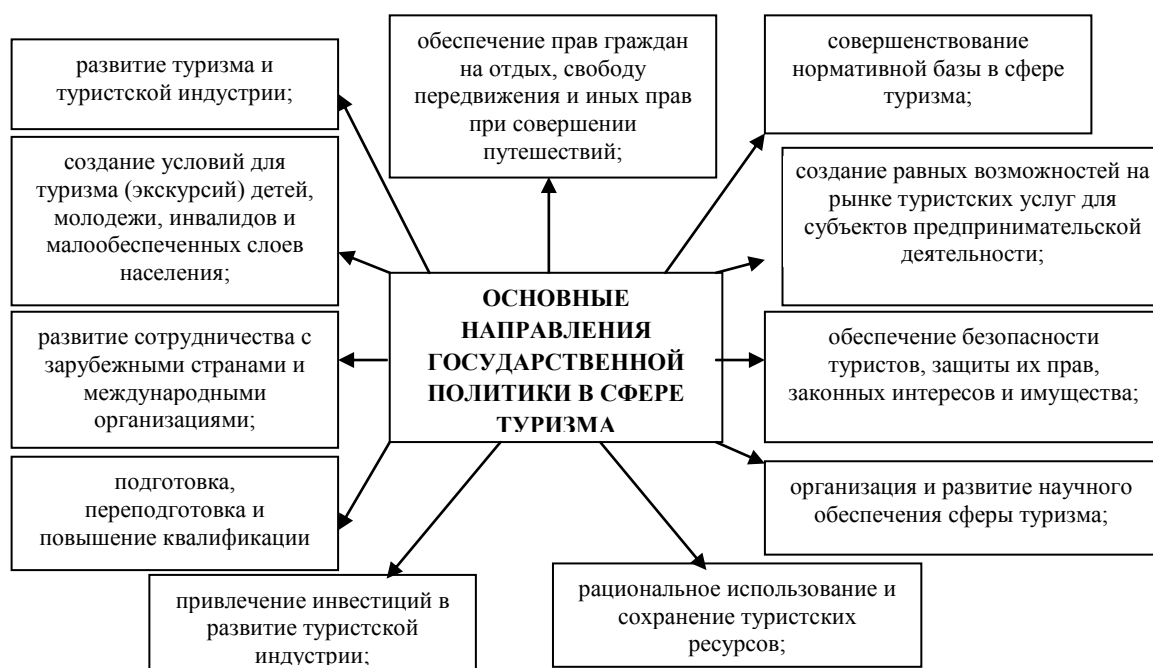 развитие туризма и
туристской индустрии;
обеспечение прав граждан
на отдых, свободу
передвижения и иных прав
при совершении
путешествий;
совершенствование
нормативной базы в сфере
туризма;
создание условий для
туризма (экскурсий) детей,
молодежи, инвалидов и
малообеспеченных слоев
населения;
создание равных возможностей на
рынке туристских услуг для
субъектов предпринимательской
деятельности;
ОСНОВНЫЕ
НАПРАВЛЕНИЯ
ГОСУДАРСТВЕННОЙ
ПОЛИТИКИ В СФЕРЕ
ТУРИЗМА
развитие сотрудничества с
зарубежными странами и
международными
организациями;
обеспечение безопасности
туристов, защиты их прав,
законных интересов и имущества;
подготовка,
переподготовка и
повышение квалификации
организация и развитие научного
обеспечения сферы туризма;
привлечение инвестиций в
развитие туристской
индустрии;
рациональное использование и
сохранение туристских
ресурсов;